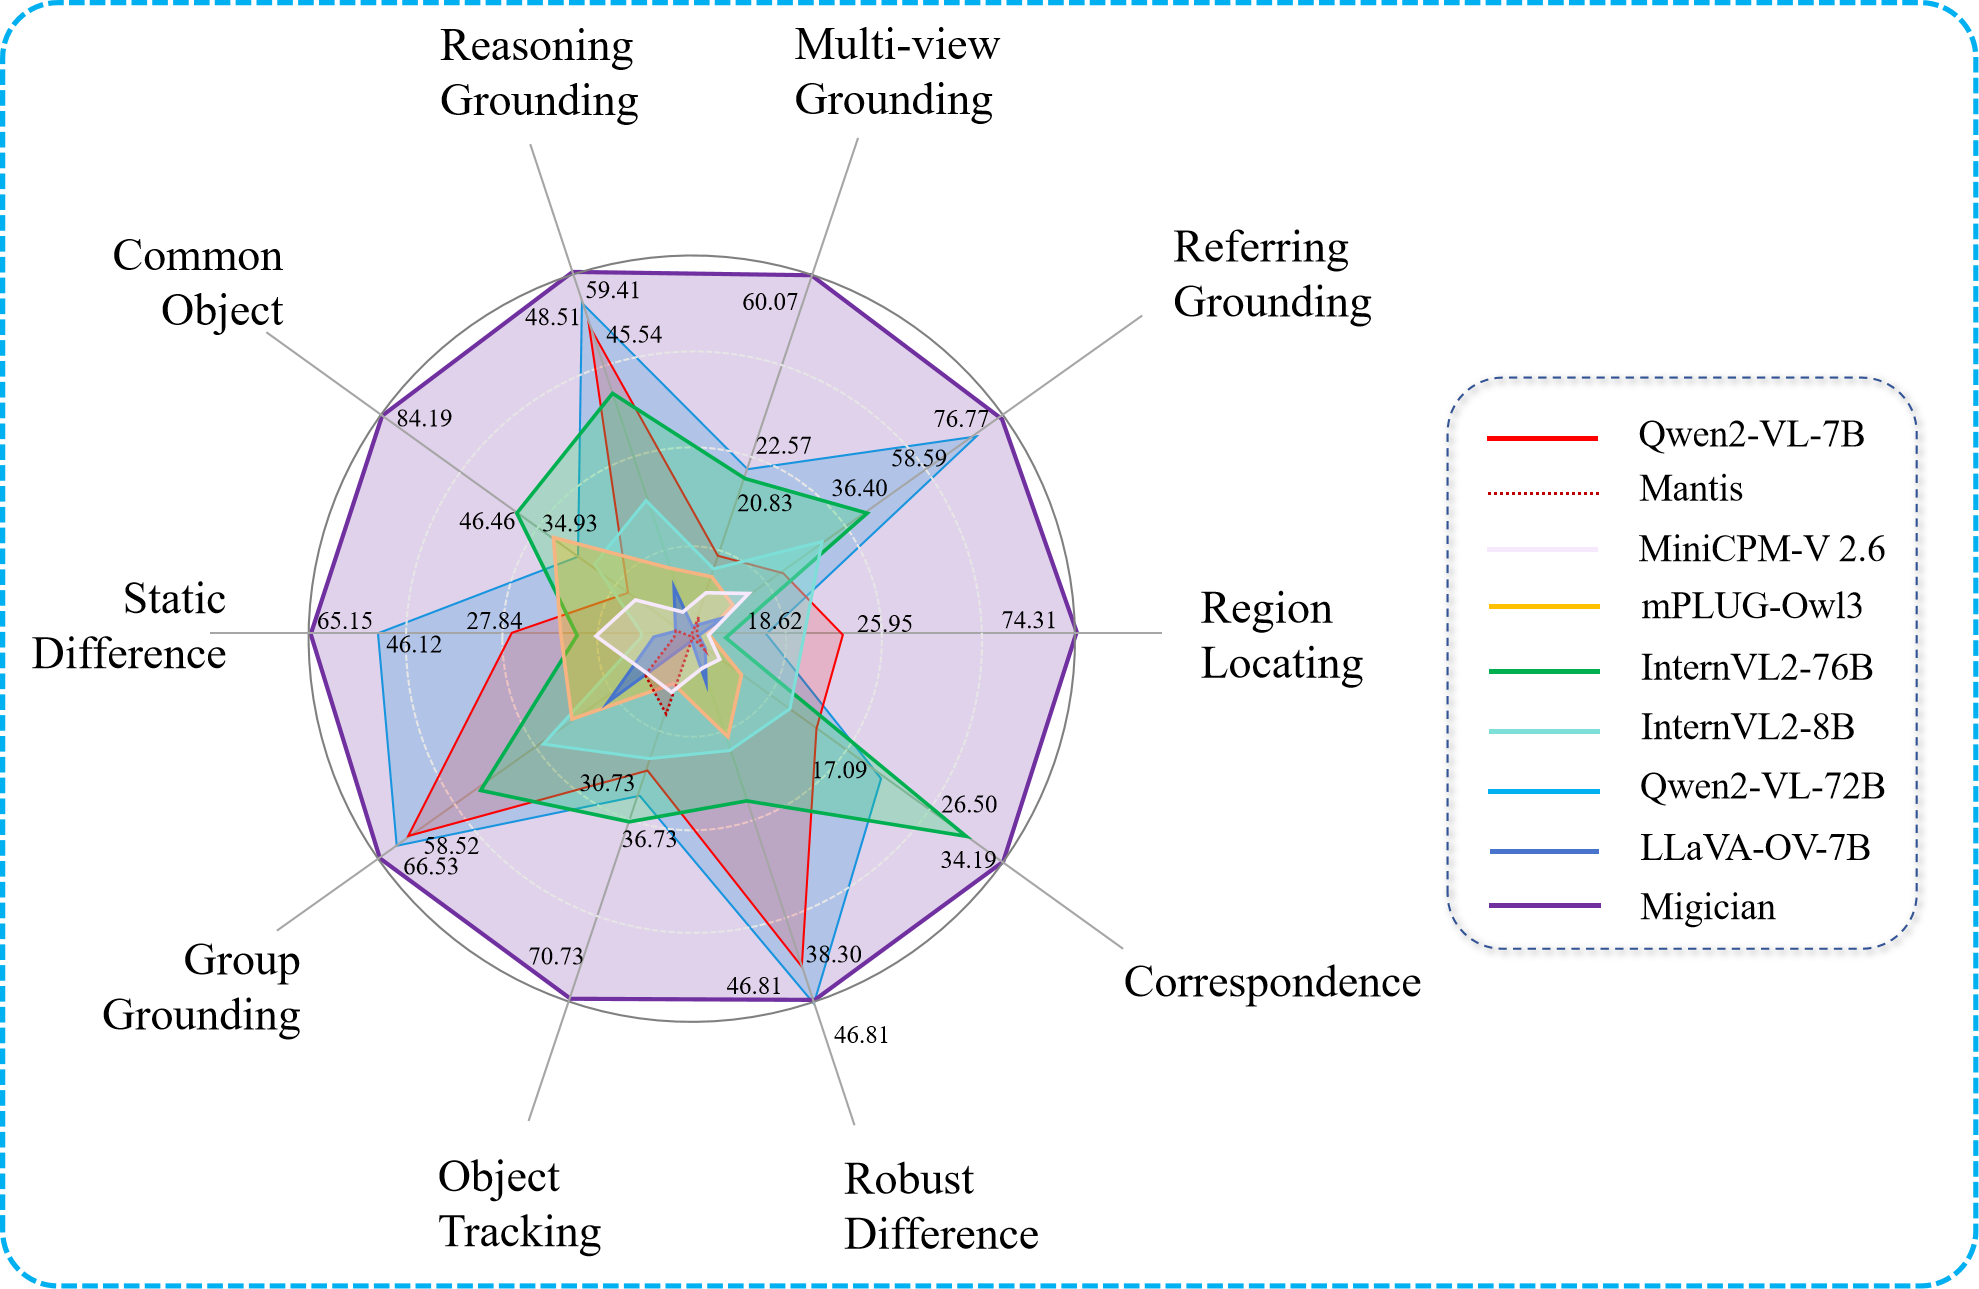 Reasoning
Grounding
Multi-view
Grounding
Referring
Grounding
Common
Object
Static
Difference
Region
Locating
Group
Grounding
Correspondence
Object
Tracking
Robust
Difference
59.41
48.51
45.54
60.07
84.19
76.77
22.57
58.59
36.40
20.83
46.46
34.93
65.15
46.12
27.84
18.62
25.95
74.31
17.09
30.73
26.50
36.73
58.52
66.53
34.19
70.73
38.30
46.81
46.81
Qwen2-VL-7B
Mantis
MiniCPM-V 2.6
mPLUG-Owl3
InternVL2-76B
InternVL2-8B
Qwen2-VL-72B
LLaVA-OV-7B
Migician